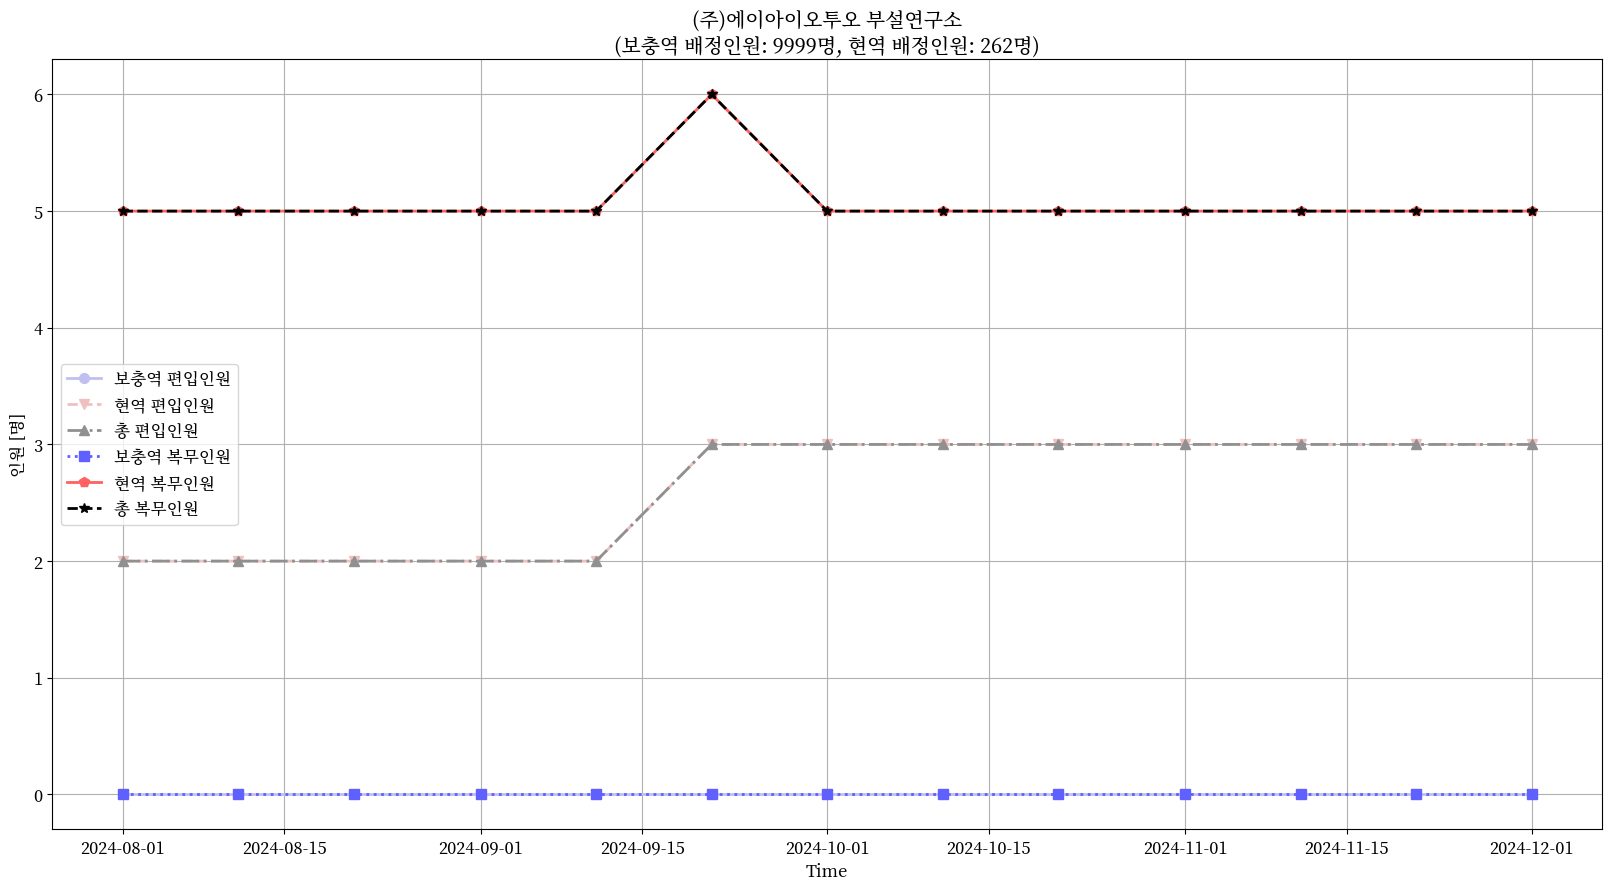 (주)에이아이오투오 부설연구소
(보충역 배정인원: 9999명, 현역 배정인원: 262명)
6
5
4
3
2
1
0
인원 [명]
보충역 편입인원
현역 편입인원
총 편입인원
보충역 복무인원
현역 복무인원
총 복무인원
2024-08-01 2024-08-15 2024-09-01 2024-09-15 2024-10-01 2024-10-15 2024-11-01 2024-11-15 2024-12-01
Time